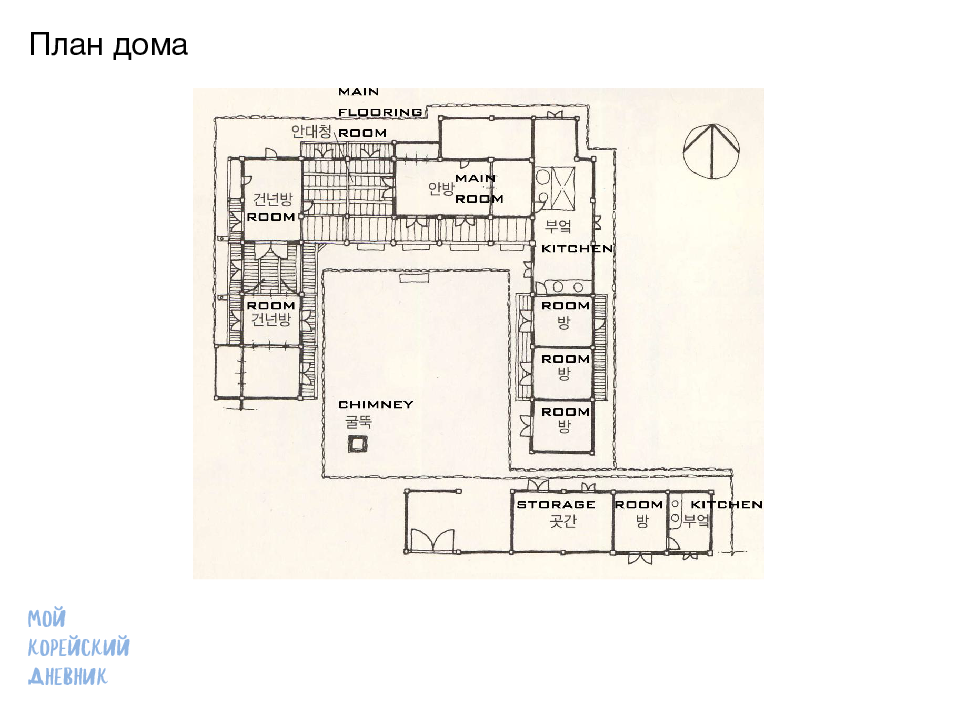 План дома
MAIN
FLOORING
안대청 ROOM
건넌방
ROOM
안방 MAIN
ROOM
부엌
KITCHEN
ROOM
건넌방
ROOM
방
ROOM
방
ROOM
방
CHIMNEY
굴뚝
STORAGE
곳간
ROOM
방
KITCHEN
부엌
МОЙ
КОРЕЙСКИЙ
ДНЕВНИК